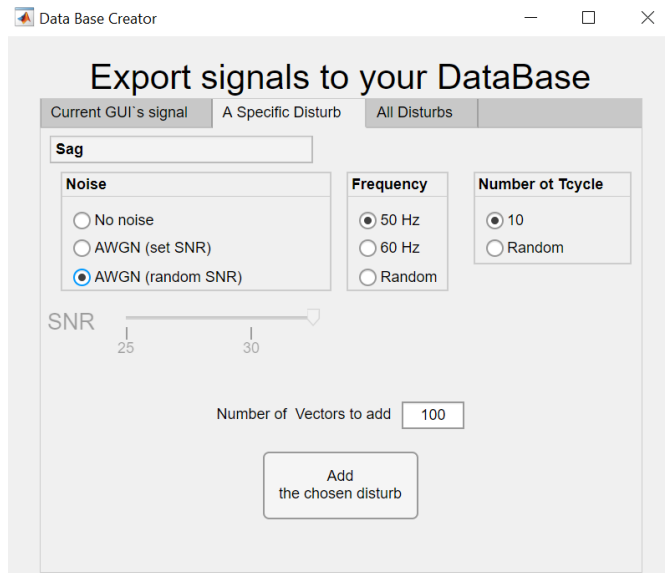 Data Base Creator
Export signals to your DataBase
Current GUI`s signal A Specific Disturb All Disturbs
Sag
Noise Frequency Number ot Tcycle
No noise 50 Hz 10
AWGN (set SNR) 60 Hz Random
AWGN (random SNR) Random
SNR
25 30
Number of Vectors to add 100
Add
the chosen disturb